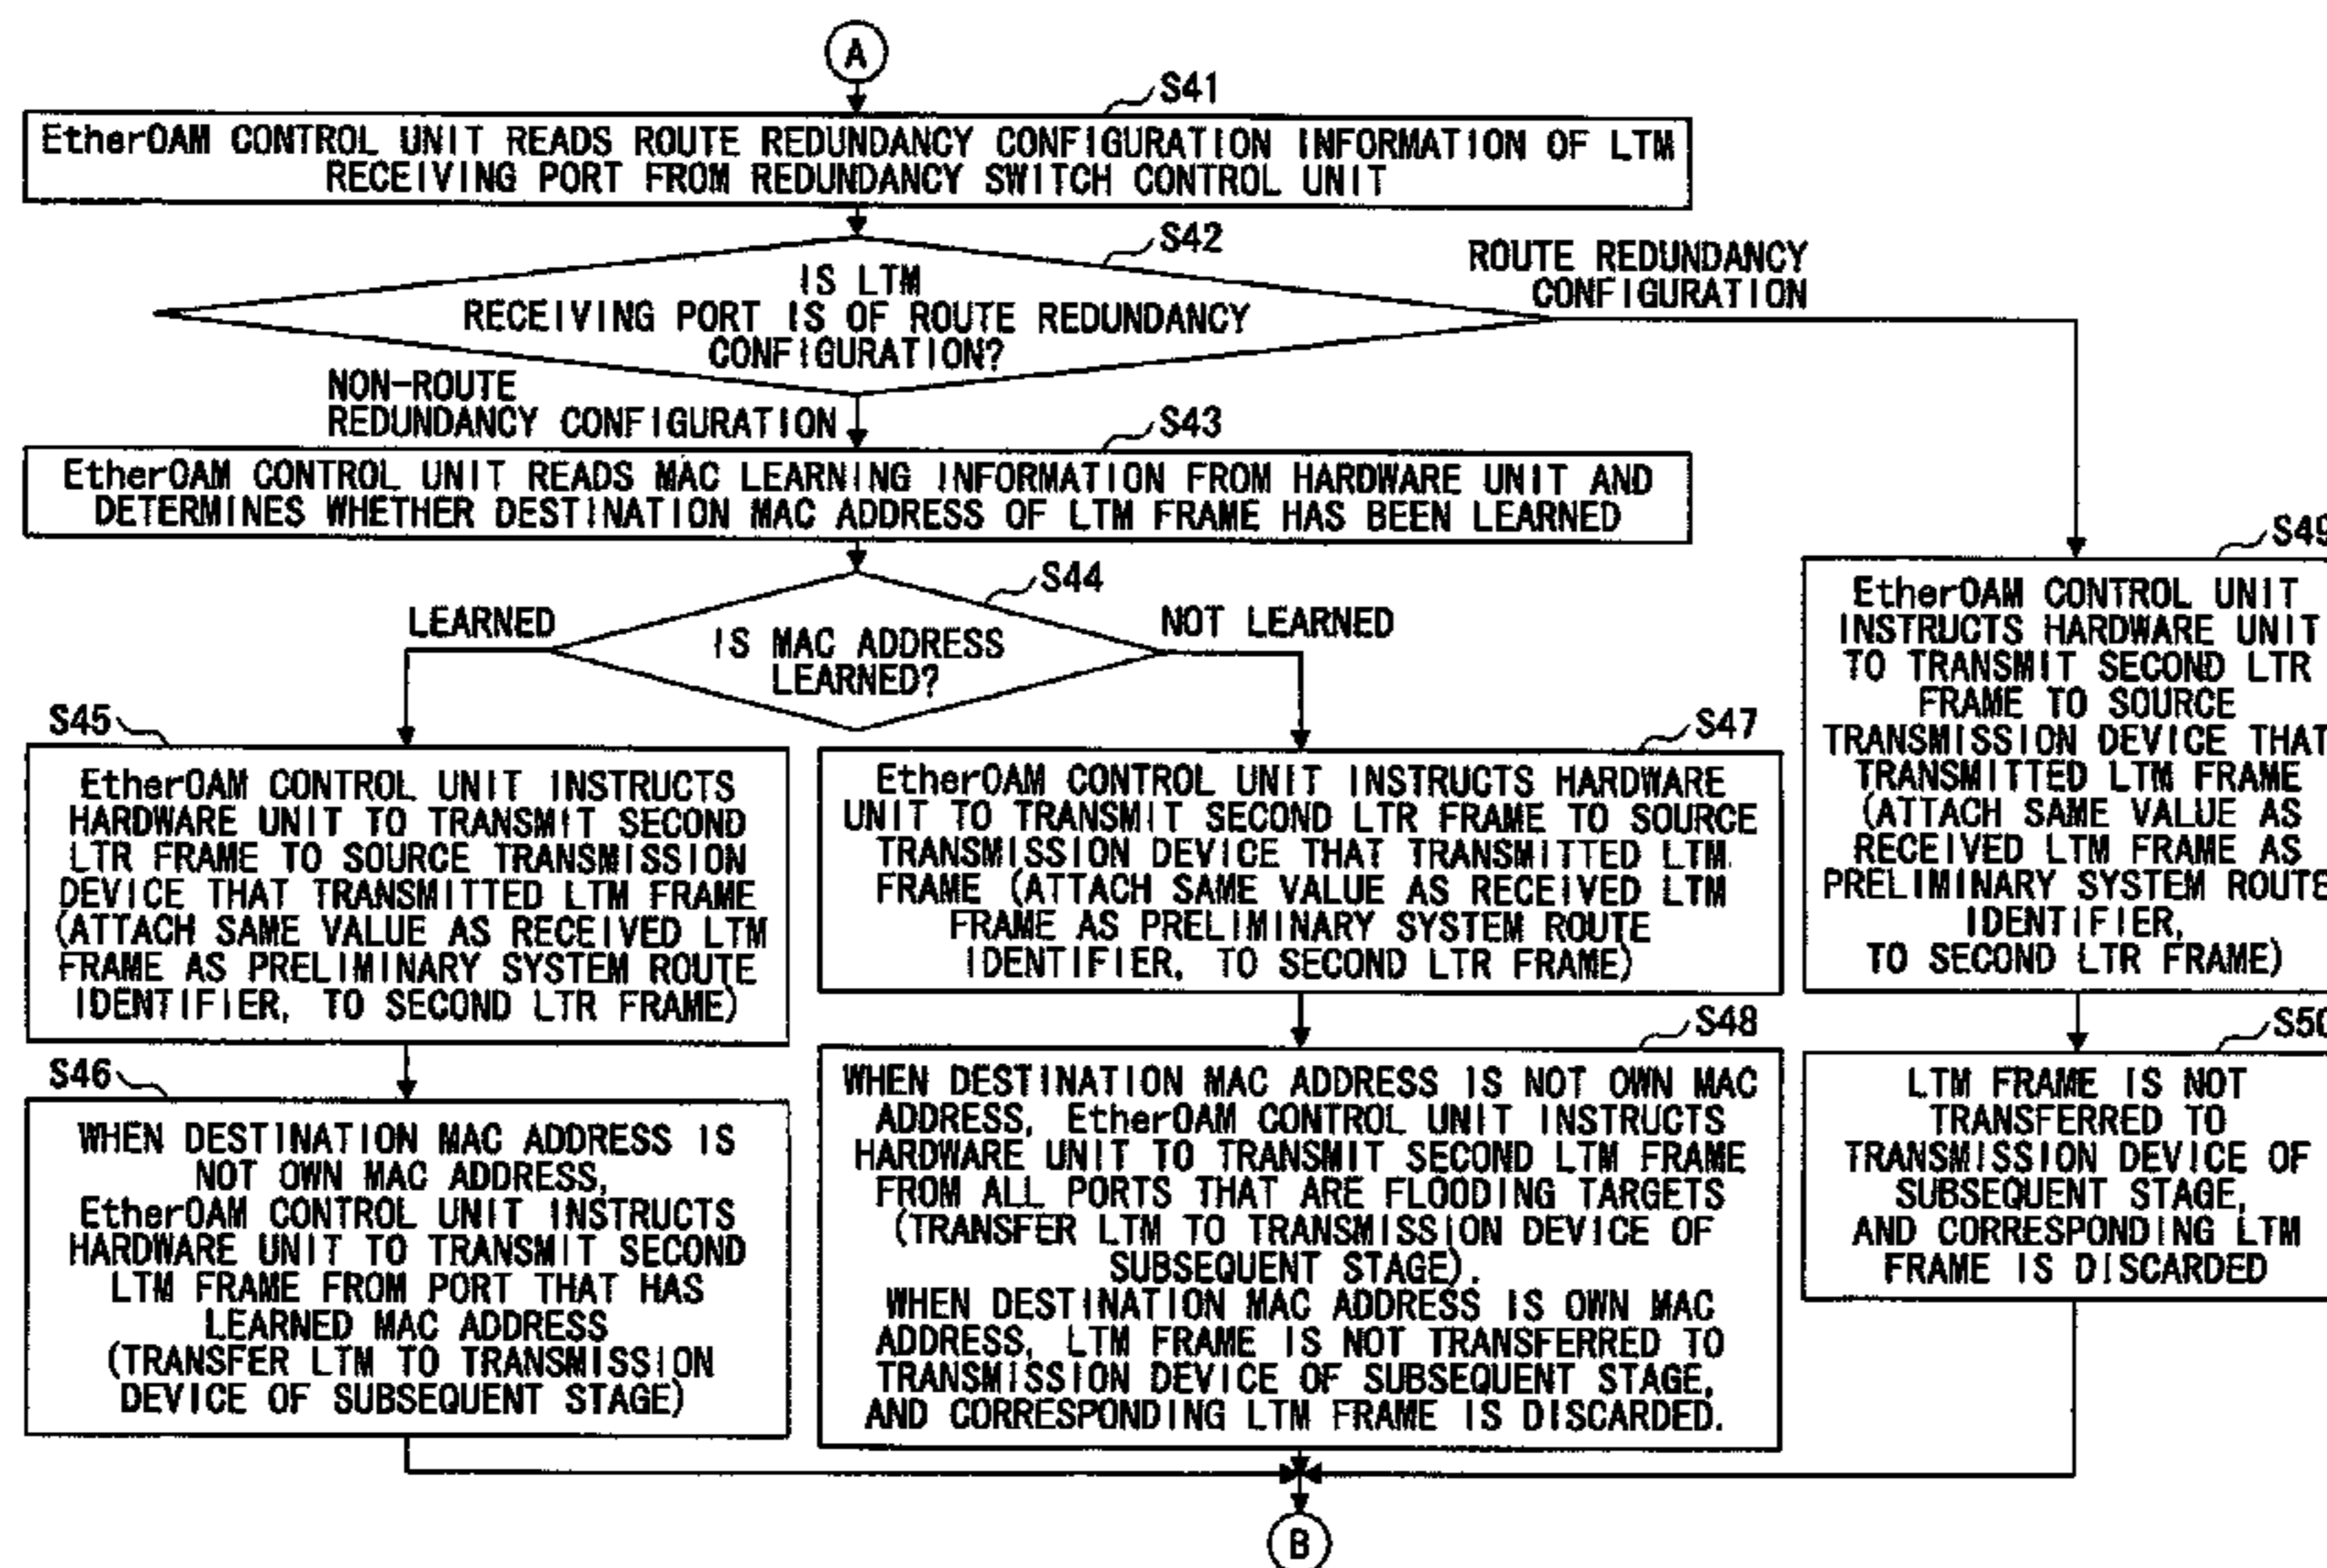 A
S41
EtherOAM CONTROL UNIT READS ROUTE REDUNDANCY CONFIGURATION INFORMATION OF LTM
RECEIVING PORT FROM REDUNDANCY SWITCH CONTROL UNIT
S42
IS LTM
RECEIVING PORT IS OF ROUTE REDUNDANCY
CONFIGURATION?
ROUTE REDUNDANCY
CONFIGURATION
NON-ROUTE
REDUNDANCY CONFIGURATION
S43
EtherOAM CONTROL UNIT READS MAC LEARNING INFORMATION FROM HARDWARE UNIT AND
DETERMINES WHETHER DESTINATION MAC ADDRESS OF LTM FRAME HAS BEEN LEARNED
S44
IS MAC ADDRESS
LEARNED?
LEARNED
NOT LEARNED
S45
EtherOAM CONTROL UNIT INSTRUCTS
HARDWARE UNIT TO TRANSMIT SECOND
LTR FRAME TO SOURCE TRANSMISSION
DEVICE THAT TRANSMITTED LTM FRAME
(ATTACH SAME VALUE AS RECEIVED LTM
FRAME AS PRELIMINARY SYSTEM ROUTE
IDENTIFIER, TO SECOND LTR FRAME)
S46
WHEN DESTINATION MAC ADDRESS IS
NOT OWN MAC ADDRESS,
EtherOAM CONTROL UNIT INSTRUCTS
HARDWARE UNIT TO TRANSMIT SECOND
LTM FRAME FROM PORT THAT HAS
LEARNED MAC ADDRESS
(TRANSFER LTM TO TRANSMISSION
DEVICE OF SUBSEQUENT STAGE)
S47
EtherOAM CONTROL UNIT INSTRUCTS HARDWARE
UNIT TO TRANSMIT SECOND LTR FRAME TO SOURCE
TRANSMISSION DEVICE THAT TRANSMITTED LTM
FRAME (ATTACH SAME VALUE AS RECEIVED LTM
FRAME AS PRELIMINARY SYSTEM ROUTE
IDENTIFIER, TO SECOND LTR FRAME)
S48
WHEN DESTINATION MAC ADDRESS IS NOT OWN MAC
ADDRESS, EtherOAM CONTROL UNIT INSTRUCTS
HARDWARE UNIT TO TRANSMIT SECOND LTM FRAME
FROM ALL PORTS THAT ARE FLOODING TARGETS
(TRANSFER LTM TO TRANSMISSION DEVICE OF
SUBSEQUENT STAGE).
WHEN DESTINATION MAC ADDRESS IS OWN MAC
ADDRESS, LTM FRAME IS NOT TRANSFERRED TO
TRANSMISSION DEVICE OF SUBSEQUENT STAGE,
AND CORRESPONDING LTM FRAME IS DISCARDED.
S49
EtherOAM CONTROL UNIT
INSTRUCTS HARDWARE UNIT
TO TRANSMIT SECOND LTR
FRAME TO SOURCE
TRANSMISSION DEVICE THAT
TRANSMITTED LTM FRAME
(ATTACH SAME VALUE AS
RECEIVED LTM FRAME AS
PRELIMINARY SYSTEM ROUTE
IDENTIFIER,
TO SECOND LTR FRAME)
S50
LTM FRAME IS NOT
TRANSFERRED TO
TRANSMISSION DEVICE OF
SUBSEQUENT STAGE,
AND CORRESPONDING LTM
FRAME IS DISCARDED
B